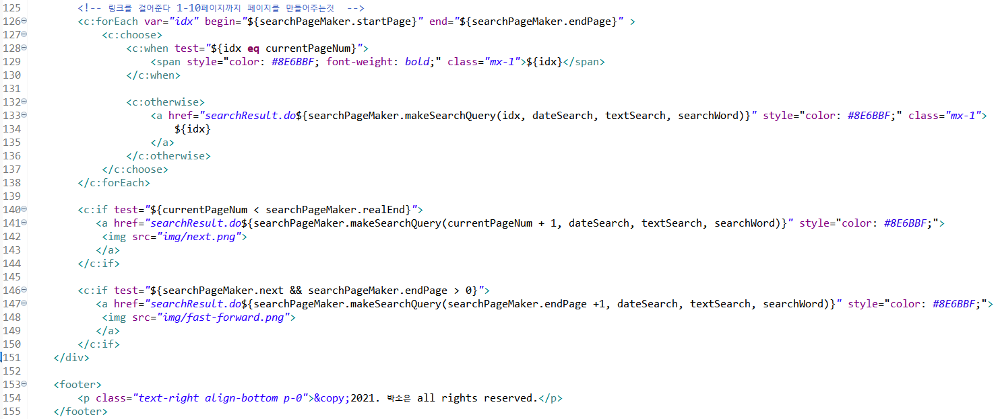 125 <!-- 링크를 걸어준다 1-10페이지까지 페이지를 만들어주는것  -->
126 <c:forEach var="idx" begin="${searchPageMaker.startPage}" end="${searchPageMaker.endPage}" >
127 <c:choose>
128 <c:when test="${idx eq currentPageNum}">
129 <span style="color: #8E6BBF; font-weight: bold;" class="mx-1">${idx}</span>
130 </c:when>
131
132 <c:otherwise>
133 <a href="searchResult.do${searchPageMaker.makeSearchQuery(idx, dateSearch, textSearch, searchWord)}" style="color: #8E6BBF;" class="mx-1">
134 ${idx}
135 </a>
136 </c:otherwise>
137 </c:choose>
138 </c:forEach>
139
140 <c:if test="${currentPageNum < searchPageMaker.realEnd}">
141 <a href="searchResult.do${searchPageMaker.makeSearchQuery(currentPageNum + 1, dateSearch, textSearch, searchWord)}" style="color: #8E6BBF;">
142 <img src="img/next.png">
143 </a>
144 </c:if>
145
146 <c:if test="${searchPageMaker.next && searchPageMaker.endPage > 0}">
147 <a href="searchResult.do${searchPageMaker.makeSearchQuery(searchPageMaker.endPage +1, dateSearch, textSearch, searchWord)}" style="color: #8E6BBF;">
148 <img src="img/fast-forward.png">
149 </a>
150 </c:if>
151 </div>
152
153 <footer>
154 <p class="text-right align-bottom p-0">&copy;2021. 박소은 all rights reserved.</p>
155 </footer>